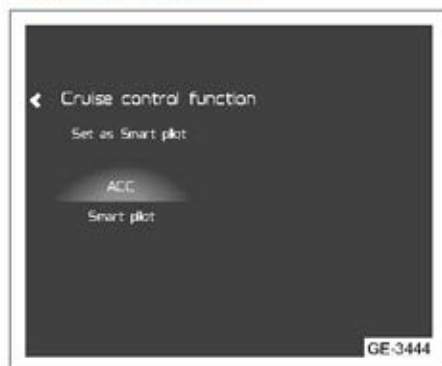 Cruise control function
Set as Smart pilot
ACC
Smart pilot
GE-3444